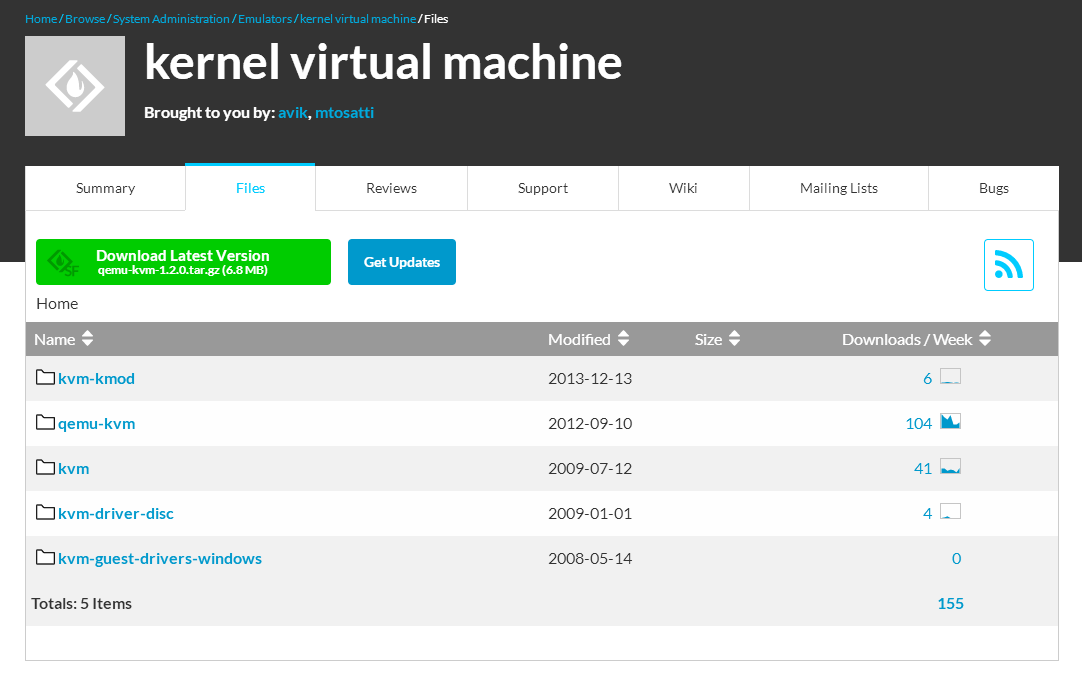 Home / Browse / System Administration / Emulators / kernel virtual machine / Files
kernel virtual machine
Brought to you by: avik, mtosatti
Summary Files Reviews Support Wiki Mailing Lists Bugs
SF
Download Latest Version
qemu-kvm-1.2.0.tar.gz (6.8 MB)
Get Updates
Home
Name Modified Size Downloads / Week
kvm-kmod 2013-12-13 6
qemu-kvm 2012-09-10 104
kvm 2009-07-12 41
kvm-driver-disc 2009-01-01 4
kvm-guest-drivers-windows 2008-05-14 0
Totals: 5 Items 155